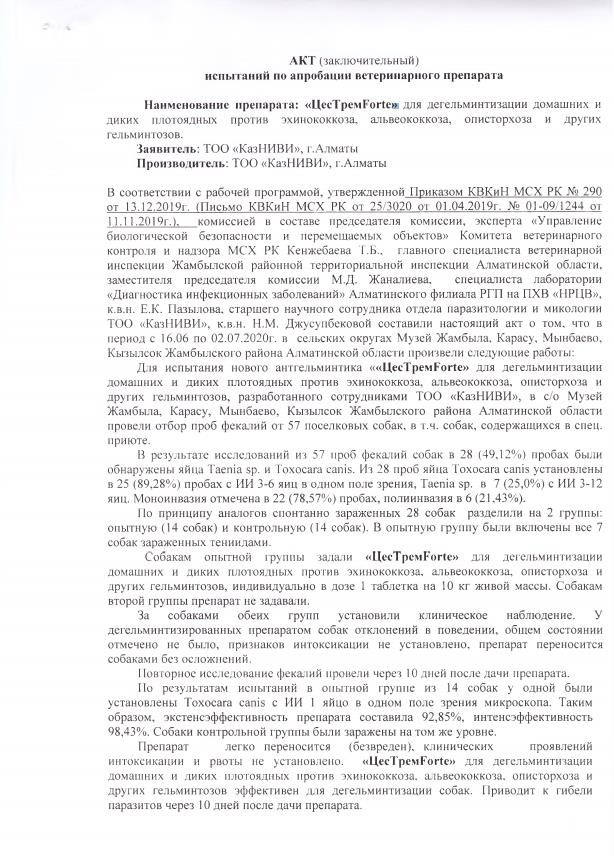 АКТ (заключительный)
испытаний по апробации ветеринарного препарата
Наименование препарата: «ЦесТремForte» для дегельминтизации домашних и
диких плотоядных против эхинококкоза, альвеококкоза, описторхоза и других
гельминтозов.
Заявитель: ТОО «КазНИВИ», г.Алматы
Производитель: ТОО «КазНИВИ», г.Алматы
В соответствии с рабочей программой, утвержденной Приказом КВКиН МСХ РК № 290
от 13.12.2019г. (Письмо КВКиН МСХ РК от 25/3020 от 01.04.2019г. № 01-09/1244 от
11.11.2019г.), комиссией в составе председателя комиссии, эксперта «Управление
биологической безопасности и перемещаемых объектов» Комитета ветеринарного
контроля и надзора МСХ РК Кенжебаева Т.Б., главного специалиста ветеринарной
инспекции Жамбылской районной территориальной инспекции Алматинской области,
заместителя председателя комиссии М.Д. Жаналиева, специалиста лаборатории
«Диагностика инфекционных заболеваний» Алматинского филиала РГП на ПХВ «НРЦВ»,
к.в.н. Е.К. Пазылова, старшего научного сотрудника отдела паразитологии и микологии
ТОО «КазНИВИ», к.в.н. Н.М. Джусупбековой составили настоящий акт о том, что в
период с 16.06 по 02.07.2020г. в сельских округах Музей Жамбыла, Карасу, Мынбаево,
Кызылсок Жамбылского района Алматинской области произвели следующие работы:
Для испытания нового антгельминтика ««ЦесТремForte» для дегельминтизации
домашних и диких плотоядных против эхинококкоза, альвеококкоза, описторхоза и
других гельминтозов, разработанного сотрудниками ТОО «КазНИВИ», в с/о Музей
Жамбыла, Карасу, Мынбаево, Кызылсок Жамбылского района Алматинской области
провели отбор проб фекалий от 57 поселковых собак, в т.ч. собак, содержащихся в спец.
приюте.
В результате исследований из 57 проб фекалий собак в 28 (49,12%) пробах были
обнаружены яйца Taenia sp. и Toxocara canis. Из 28 проб яйца Toxocara canis установлены
в 25 (89,28%) пробах с ИИ 3-6 яиц в одном поле зрения, Taenia sp. в 7 (25,0%) с ИИ 3-12
яиц. Моноинвазия отмечена в 22 (78,57%) пробах, полиинвазия в 6 (21,43%).
По принципу аналогов спонтанно зараженных 28 собак разделили на 2 группы:
опытную (14 собак) и контрольную (14 собак). В опытную группу были включены все 7
собак зараженных тениидами.
Собакам опытной группы задали «ЦесТремForte» для дегельминтизации
домашних и диких плотоядных против эхинококкоза, альвеококкоза, описторхоза и
других гельминтозов, индивидуально в дозе 1 таблетка на 10 кг живой массы. Собакам
второй группы препарат не задавали.
За собаками обеих групп установили клиническое наблюдение. У
дегельминтизированных препаратом собак отклонений в поведении, общем состоянии
отмечено не было, признаков интоксикации не установлено, препарат переносится
собаками без осложнений.
Повторное исследование фекалий провели через 10 дней после дачи препарата.
По результатам испытаний в опытной группе из 14 собак у одной были
установлены Toxocara canis с ИИ 1 яйцо в одном поле зрения микроскопа. Таким
образом, экстенсэффективность препарата составила 92,85%, интенсэффективность
98,43%. Собаки контрольной группы были заражены на том же уровне.
Препарат легко переносится (безвреден), клинических проявлений
интоксикации и рвоты не установлено. «ЦесТремForte» для дегельминтизации
домашних и диких плотоядных против эхинококкоза, альвеококкоза, описторхоза и
других гельминтозов эффективен для дегельминтизации собак. Приводит к гибели
паразитов через 10 дней после дачи препарата.